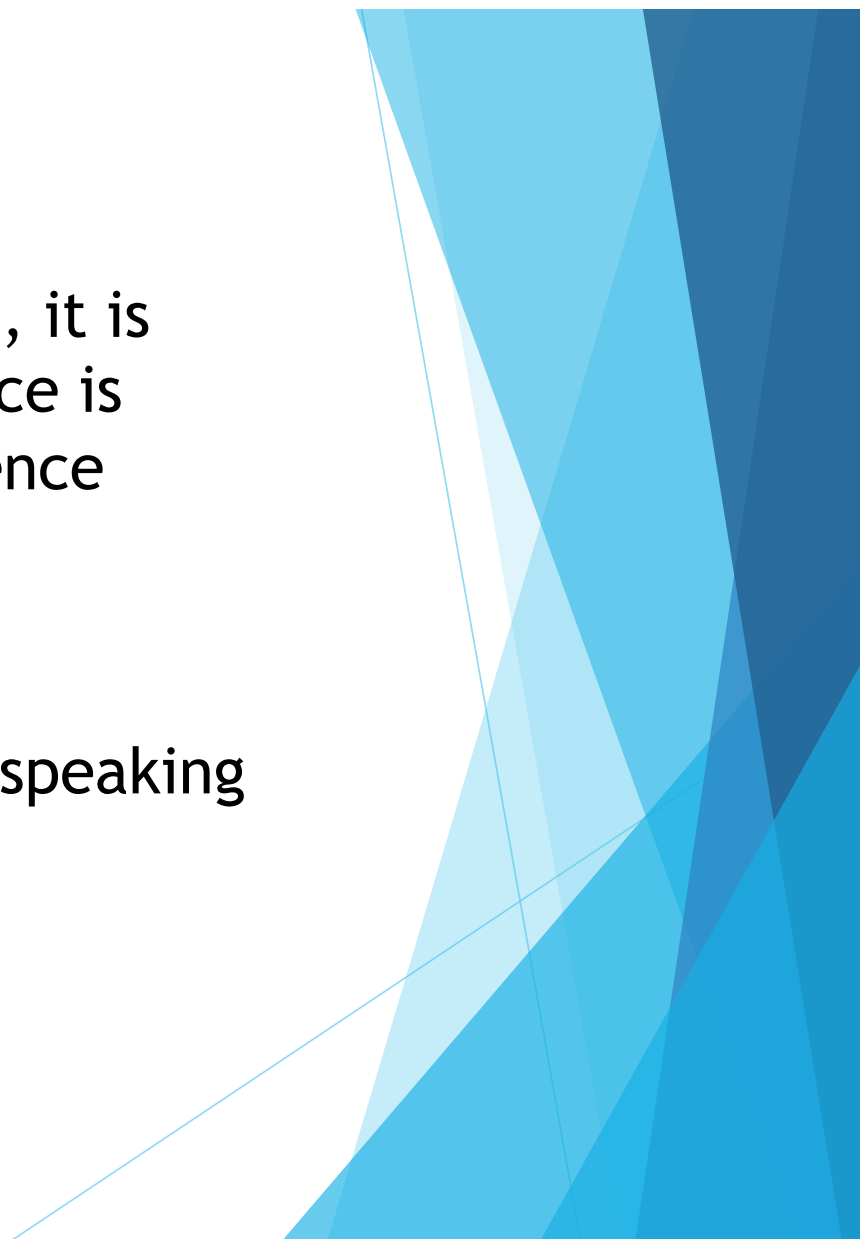 , it is
ce is
ence
speaking